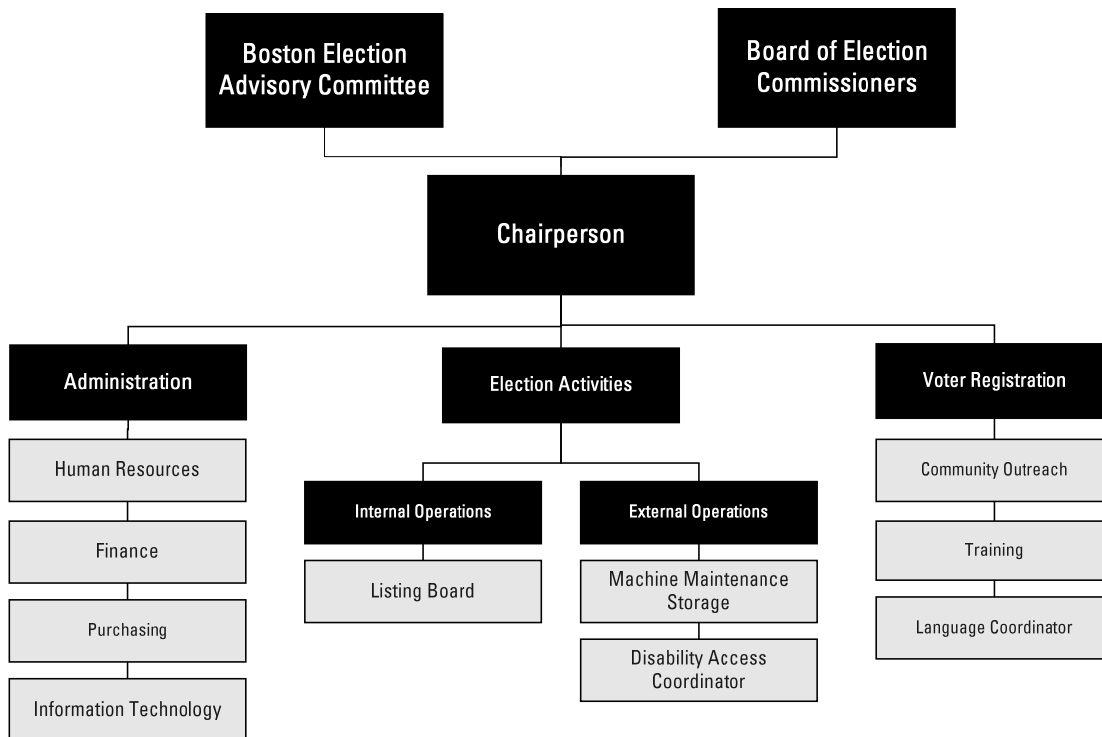 Boston Election
Advisory Committee
Board of Election
Commissioners
Chairperson
Administration
Election Activities
Voter Registration
Human Resources
Finance
Purchasing
Information Technology
Internal Operations
Listing Board
External Operations
Machine Maintenance
Storage
Disability Access
Coordinator
Community Outreach
Training
Language Coordinator